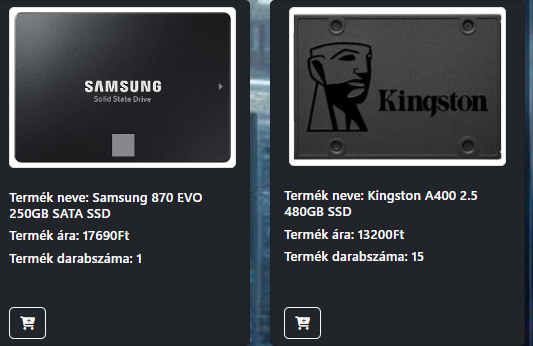 SAMSUNG
Solid State Drive
Termék neve: Samsung 870 EVO
250GB SATA SSD
Termék ára: 17690Ft
Termék darabszáma: 1
Kingston
Termék neve: Kingston A400 2.5
480GB SSD
Termék ára: 13200Ft
Termék darabszáma: 15